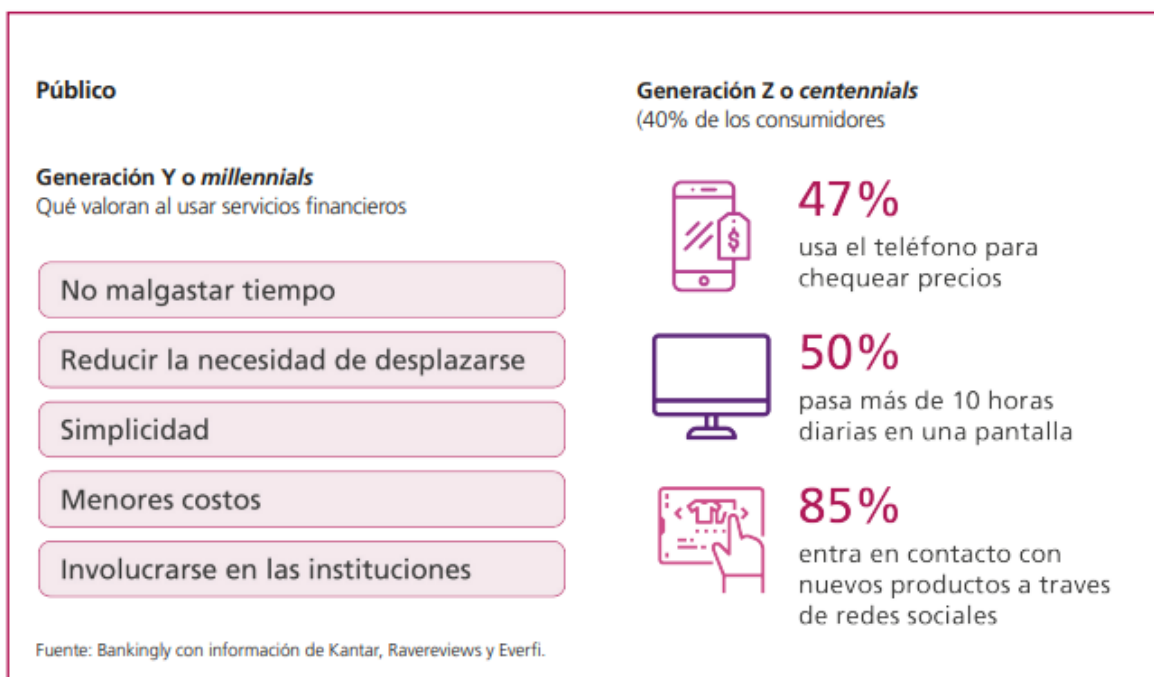 Público
Generación Y o millennials
Qué valoran al usar servicios financieros
No malgastar tiempo
Reducir la necesidad de desplazarse
Simplicidad
Menores costos
Involucrarse en las instituciones
Fuente: Bankingly con información de Kantar, Ravereviews y Everfi.
Generación Z o centennials
(40% de los consumidores
$
47%
usa el teléfono para
chequear precios
50%
pasa más de 10 horas
diarias en una pantalla
85%
entra en contacto con
nuevos productos a traves
de redes sociales